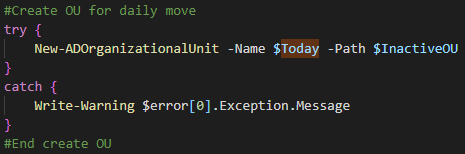 #Create OU for daily move
try {
    New-ADOrganizationalUnit -Name $Today -Path $InactiveOU
}
catch {
    Write-Warning $error[0].Exception.Message
}
#End create OU